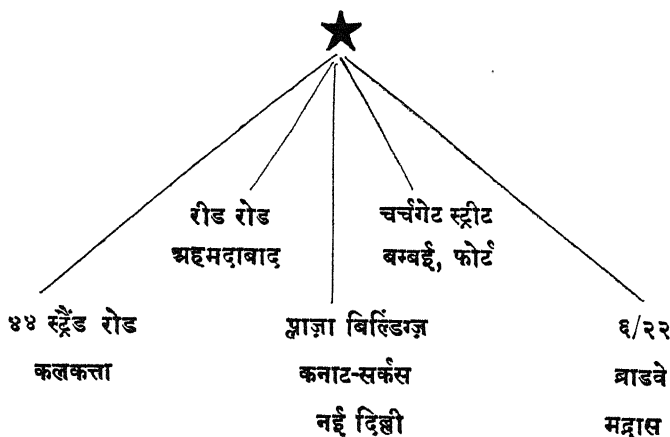 रीड रोड
अहमदाबाद
चर्चगेट स्ट्रीट
बम्बई, फोर्ट
४४ स्ट्रैंड रोड
कलकत्ता
प्लाज़ा बिल्डिंग्ज़
कनाट-सर्कस
नई दिल्ली
६/२२
ब्राडवे
मद्रास